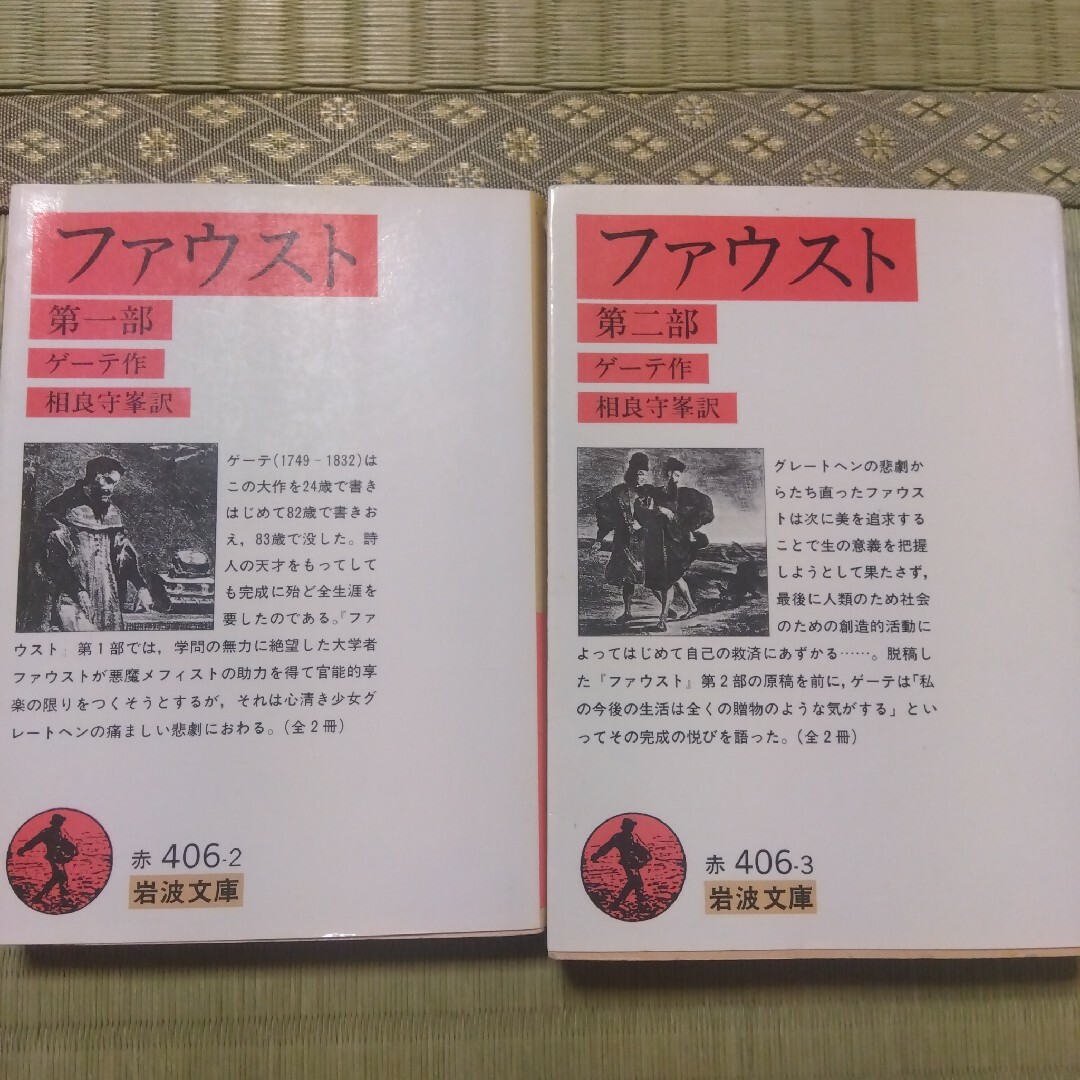 ファウスト
第一部
ゲーテ作
相良守峯訳
ゲーテ(1749-1832)は
この大作を24歳で書き
はじめて82歳で書きお
え,83歳で没した。詩
人の天才をもってして
も完成に殆ど全生涯を
要したのである。『ファ
ウスト』第1部では,学問の無力に絶望した大学者
ファウストが悪魔メフィストの助力を得て官能的享
楽の限りをつくそうとするが,それは心清き少女グ
レートヘンの痛ましい悲劇におわる。(全2冊)
赤 406-2
岩波文庫
ファウスト
第二部
ゲーテ作
相良守峯訳
グレートヘンの悲劇か
らたち直ったファウス
トは次に美を追求する
ことで生の意義を把握
しようとして果たさず,
最後に人類のため社会
のための創造的活動に
よってはじめて自己の救済にあずかる……。脱稿し
た『ファウスト』第2部の原稿を前に,ゲーテは「私
の今後の生活は全くの贈物のような気がする」とい
ってその完成の悦びを語った。(全2冊)
赤 406-3
岩波文庫